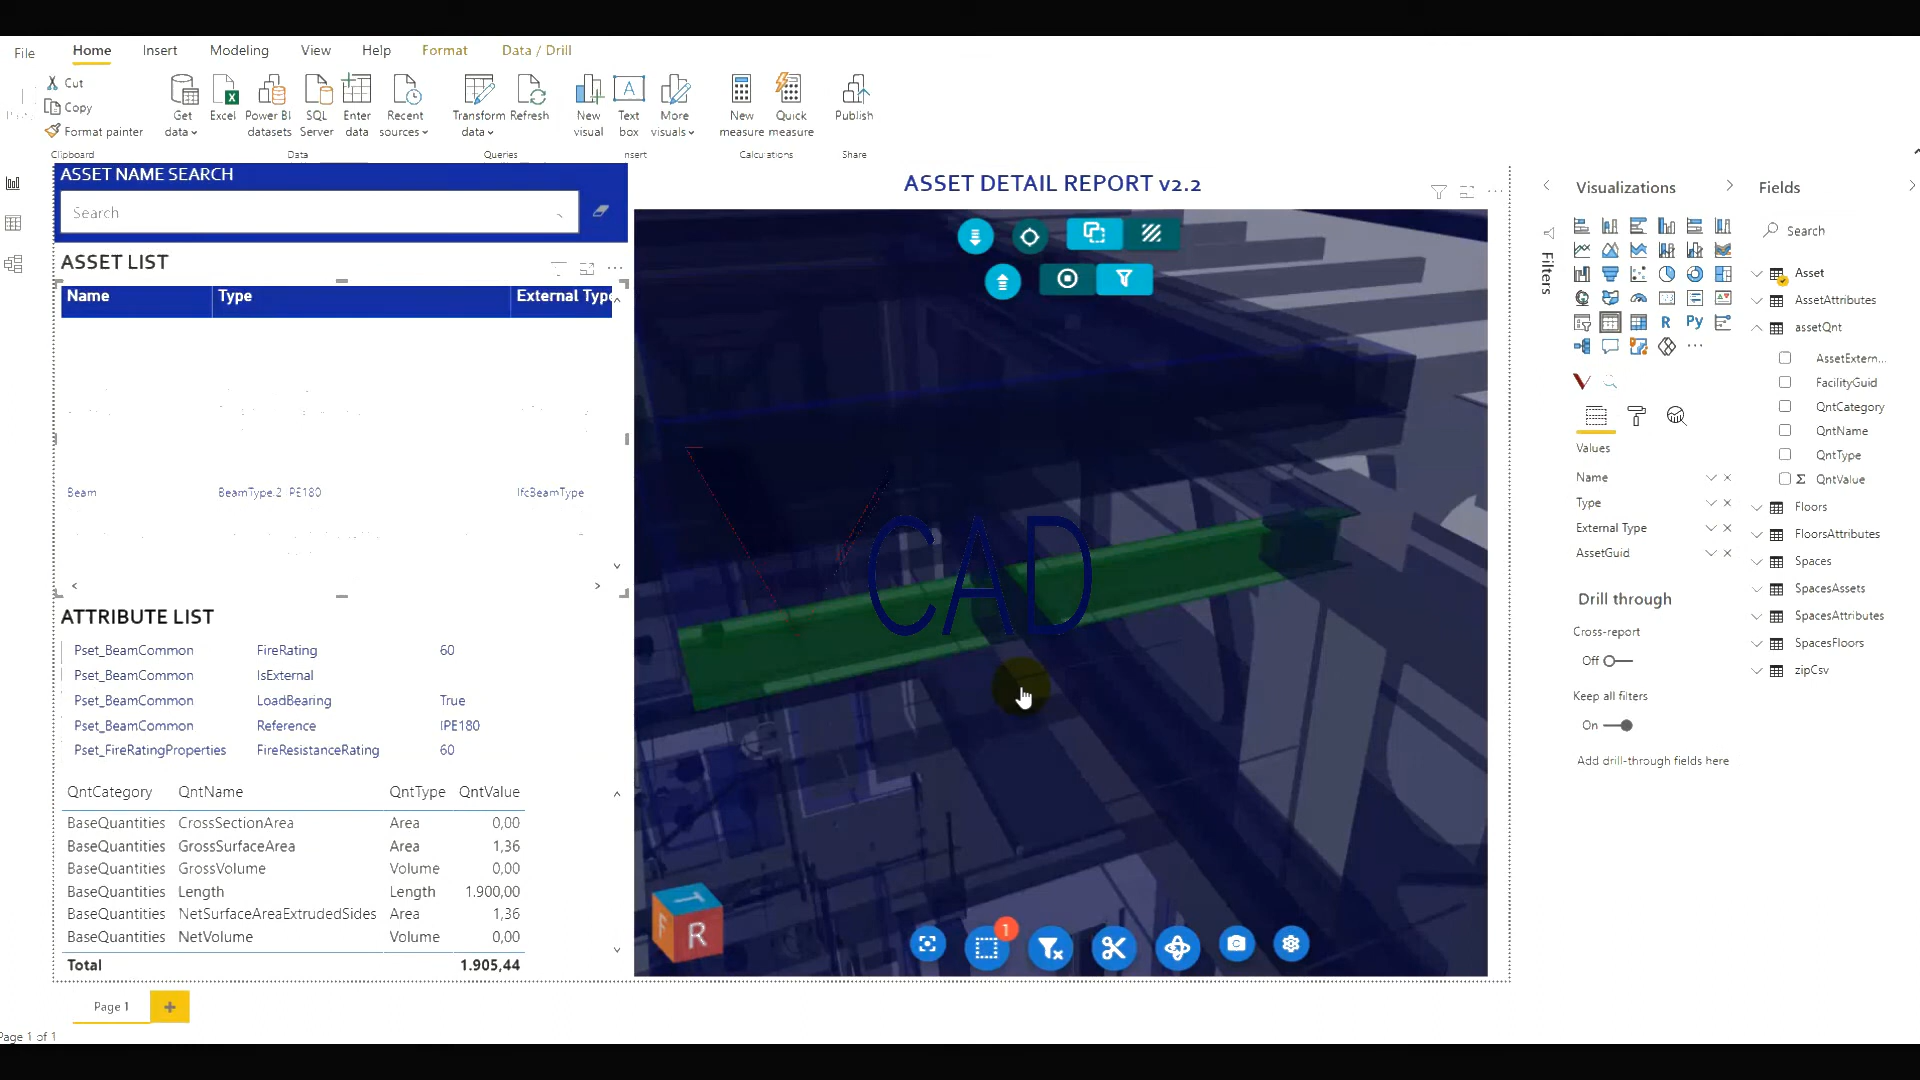 File Home Insert Modeling View Help Format Data / Drill
Cut
Copy
Format painter
Get data
Excel
Power BI datasets
SQL Server
Enter data
Recent sources
Transform data
Refresh
New visual
Text box
More visuals
New measure
Quick measure
Publish
Clipboard Data Queries Calculations Share
ASSET NAME SEARCH
Search
ASSET LIST
Name Type External Type
Beam BeamType:2 IfcBeamType
ATTRIBUTE LIST
Pset_BeamCommon FireRating 60
Pset_BeamCommon IsExternal
Pset_BeamCommon LoadBearing True
Pset_BeamCommon Reference IPE180
Pset_FireRatingProperties FireResistanceRating 60
QntCategory QntName QntType QntValue
BaseQuantities CrossSectionArea Area 0,00
BaseQuantities GrossSurfaceArea Area 1,36
BaseQuantities GrossVolume Volume 0,00
BaseQuantities Length Length 1.900,00
BaseQuantities NetSurfaceAreaExtrudedSides Area 1,36
BaseQuantities NetVolume Volume 0,00
Total 1.905,44
Page 1 +
Page 1 of 1
ASSET DETAIL REPORT v2.2
CAD
T
F R
1
Filters
Visualizations
R Py
Values
Name
Type
External Type
AssetGuid
Drill through
Cross-report
Off
Keep all filters
On
Add drill-through fields here
Fields
Search
Asset
AssetAttributes
assetQnt
AssetExtern...
FacilityGuid
QntCategory
QntName
QntType
Σ QntValue
Floors
FloorsAttributes
Spaces
SpacesAssets
SpacesAttributes
SpacesFloors
zipCsv